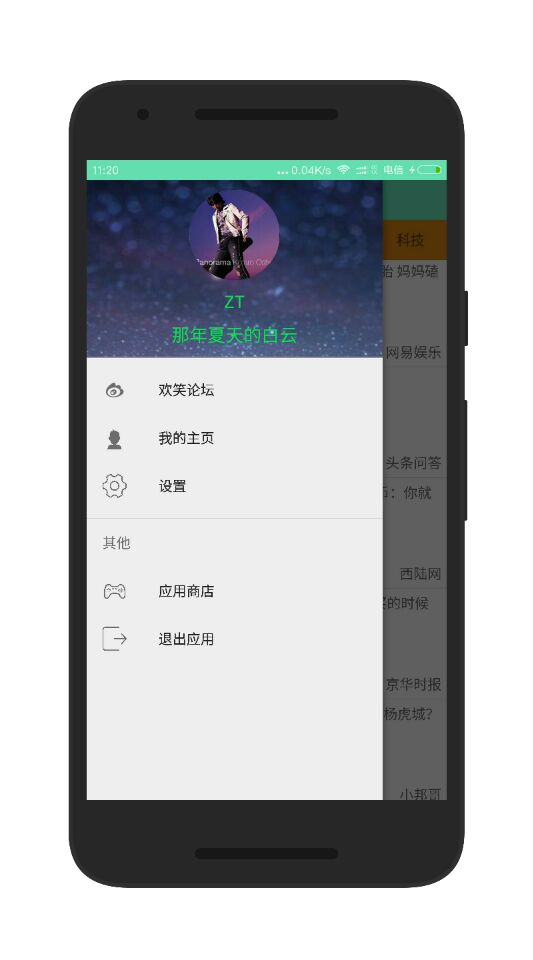 11:20
0.04K/s
电信
科技
ZT
那年夏天的白云
欢笑论坛
我的主页
设置
其他
应用商店
退出应用
胎 妈妈磕
网易娱乐
头条问答
：你就
西陆网
的时候
京华时报
杨虎城？
小邦哥